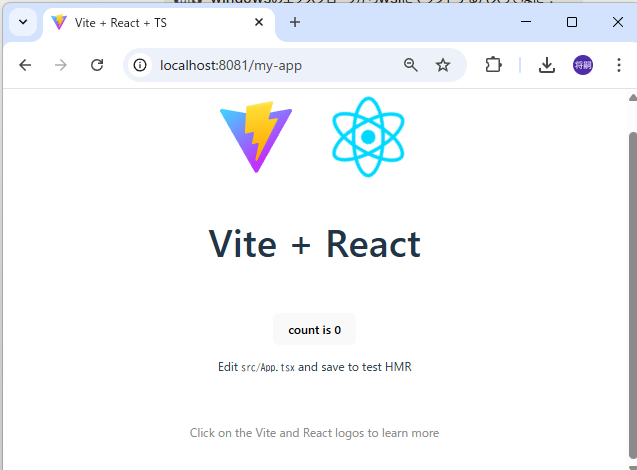 Vite + React + TS
localhost:8081/my-app
将嗣
Vite + React
count is 0
Edit src/App.tsx and save to test HMR
Click on the Vite and React logos to learn more